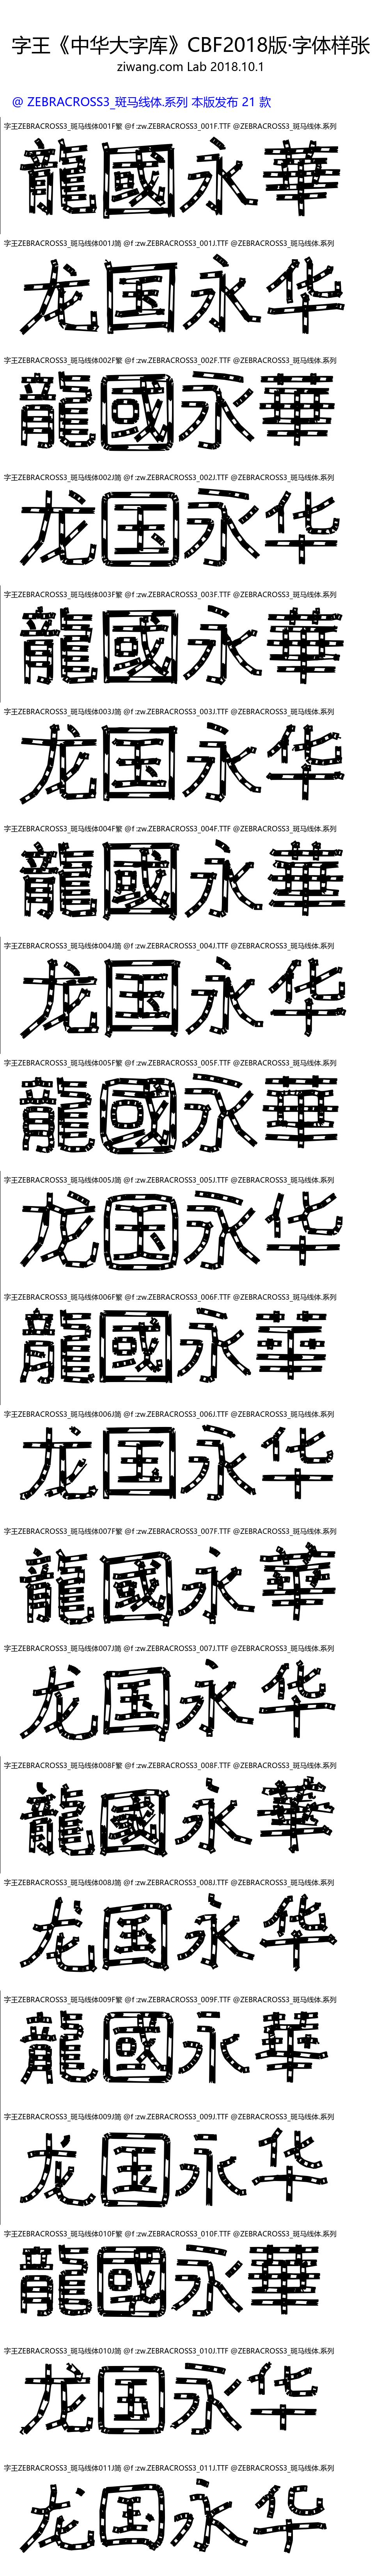 字王《中华大字库》CBF2018版·字体样张
ziwang.com Lab 2018.10.1
@ ZEBRACROSS3_斑马线体.系列 本版发布 21 款
字王ZEBRACROSS3_斑马线体001F繁 @f :zw.ZEBRACROSS3_001F.TTF @ZEBRACROSS3_斑马线体.系列
龍國永華
字王ZEBRACROSS3_斑马线体001J简 @f :zw.ZEBRACROSS3_001J.TTF @ZEBRACROSS3_斑马线体.系列
龙国永华
字王ZEBRACROSS3_斑马线体002F繁 @f :zw.ZEBRACROSS3_002F.TTF @ZEBRACROSS3_斑马线体.系列
龍國永華
字王ZEBRACROSS3_斑马线体002J简 @f :zw.ZEBRACROSS3_002J.TTF @ZEBRACROSS3_斑马线体.系列
龙国永华
字王ZEBRACROSS3_斑马线体003F繁 @f :zw.ZEBRACROSS3_003F.TTF @ZEBRACROSS3_斑马线体.系列
龍國永華
字王ZEBRACROSS3_斑马线体003J简 @f :zw.ZEBRACROSS3_003J.TTF @ZEBRACROSS3_斑马线体.系列
龙国永华
字王ZEBRACROSS3_斑马线体004F繁 @f :zw.ZEBRACROSS3_004F.TTF @ZEBRACROSS3_斑马线体.系列
龍國永華
字王ZEBRACROSS3_斑马线体004J简 @f :zw.ZEBRACROSS3_004J.TTF @ZEBRACROSS3_斑马线体.系列
龙国永华
字王ZEBRACROSS3_斑马线体005F繁 @f :zw.ZEBRACROSS3_005F.TTF @ZEBRACROSS3_斑马线体.系列
龍國永華
字王ZEBRACROSS3_斑马线体005J简 @f :zw.ZEBRACROSS3_005J.TTF @ZEBRACROSS3_斑马线体.系列
龙国永华
字王ZEBRACROSS3_斑马线体006F繁 @f :zw.ZEBRACROSS3_006F.TTF @ZEBRACROSS3_斑马线体.系列
龍國永華
字王ZEBRACROSS3_斑马线体006J简 @f :zw.ZEBRACROSS3_006J.TTF @ZEBRACROSS3_斑马线体.系列
龙国永华
字王ZEBRACROSS3_斑马线体007F繁 @f :zw.ZEBRACROSS3_007F.TTF @ZEBRACROSS3_斑马线体.系列
龍國永華
字王ZEBRACROSS3_斑马线体007J简 @f :zw.ZEBRACROSS3_007J.TTF @ZEBRACROSS3_斑马线体.系列
龙国永华
字王ZEBRACROSS3_斑马线体008F繁 @f :zw.ZEBRACROSS3_008F.TTF @ZEBRACROSS3_斑马线体.系列
龍國永華
字王ZEBRACROSS3_斑马线体008J简 @f :zw.ZEBRACROSS3_008J.TTF @ZEBRACROSS3_斑马线体.系列
龙国永华
字王ZEBRACROSS3_斑马线体009F繁 @f :zw.ZEBRACROSS3_009F.TTF @ZEBRACROSS3_斑马线体.系列
龍國永華
字王ZEBRACROSS3_斑马线体009J简 @f :zw.ZEBRACROSS3_009J.TTF @ZEBRACROSS3_斑马线体.系列
龙国永华
字王ZEBRACROSS3_斑马线体010F繁 @f :zw.ZEBRACROSS3_010F.TTF @ZEBRACROSS3_斑马线体.系列
龍國永華
字王ZEBRACROSS3_斑马线体010J简 @f :zw.ZEBRACROSS3_010J.TTF @ZEBRACROSS3_斑马线体.系列
龙国永华
字王ZEBRACROSS3_斑马线体011J简 @f :zw.ZEBRACROSS3_011J.TTF @ZEBRACROSS3_斑马线体.系列
龙国永华